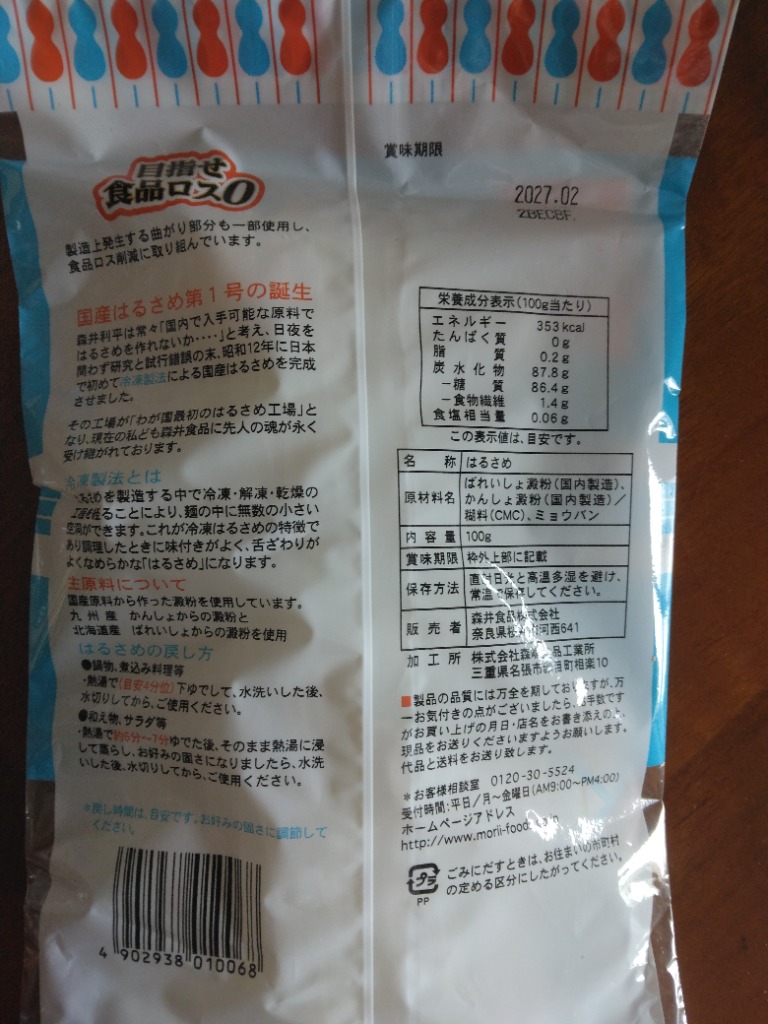 目指せ
食品ロス0
製造上発生する曲がり部分も一部使用し、
食品ロス削減に取り組んでいます。
国産はるさめ第1号の誕生
森井利平は常々「国内で入手可能な原料で
はるさめを作れないか・・・・」と考え、日夜を
問わず研究と試行錯誤の末、昭和12年に日本
で初めて冷凍製法による国産はるさめを完成
させました。
その工場が「わが国最初のはるさめ工場」と
なり、現在の私ども森井食品に先人の魂が永く
受け継がれております。
冷凍製法とは
を製造する中で冷凍・解凍・乾燥の
ることにより、麺の中に無数の小さい
ができます。これが冷凍はるさめの特徴で
あり調理したときに味付きがよく、舌ざわりが
よくなめらかな「はるさめ」になります。
主原料について
国産原料から作った澱粉を使用しています。
九州産 かんしょからの澱粉と
北海道産 ばれいしょからの澱粉を使用
はるさめの戻し方
●鍋物、煮込み料理等
・熱湯で(目安4分位)下ゆでして、水洗いした後、
水切りしてから、ご使用ください。
●和え物、サラダ等
・熱湯で約6分〜7分ゆでた後、そのまま熱湯に浸
して蒸らし、お好みの固さになりましたら、水洗
いした後、水切りしてから、ご使用ください。
*戻し時間は、目安です。お好みの固さに調節して
ください。
4 902938 010068
賞味期限
2027.02
栄養成分表示(100g当たり)
エネルギー 353kcal
たんぱく質 0g
脂質 0.2g
炭水化物 87.8g
−糖質 86.4g
−食物繊維 1.4g
食塩相当量 0.06g
この表示値は、目安です。
名称 はるさめ
原材料名 ばれいしょ澱粉(国内製造)、
かんしょ澱粉(国内製造)/
糊料(CMC)、ミョウバン
内容量 100g
賞味期限 枠外上部に記載
保存方法 直射日光と高温多湿を避け、
常温で保存してください。
販売者 森井食品株式会社
奈良県桜井 河西641
加工所 株式会社森 食品工業所
三重県名張市 目町相楽10
■製品の品質には万全を期しておりますが、万
一お気付きの点がございましたら、お手数です
がお買い上げの月日・店名をお書き添えの上、
現品をお送りくださいますようお願いします。
代品と送料をお送り致します。
*お客様相談室 0120-30-5524
受付時間:平日/月〜金曜日(AM9:00〜PM4:00)
ホームページアドレス
http://www.morii-foo
プラ
PP
ごみにだすときは、お住まいの市町村
の定める区分にしたがってください。